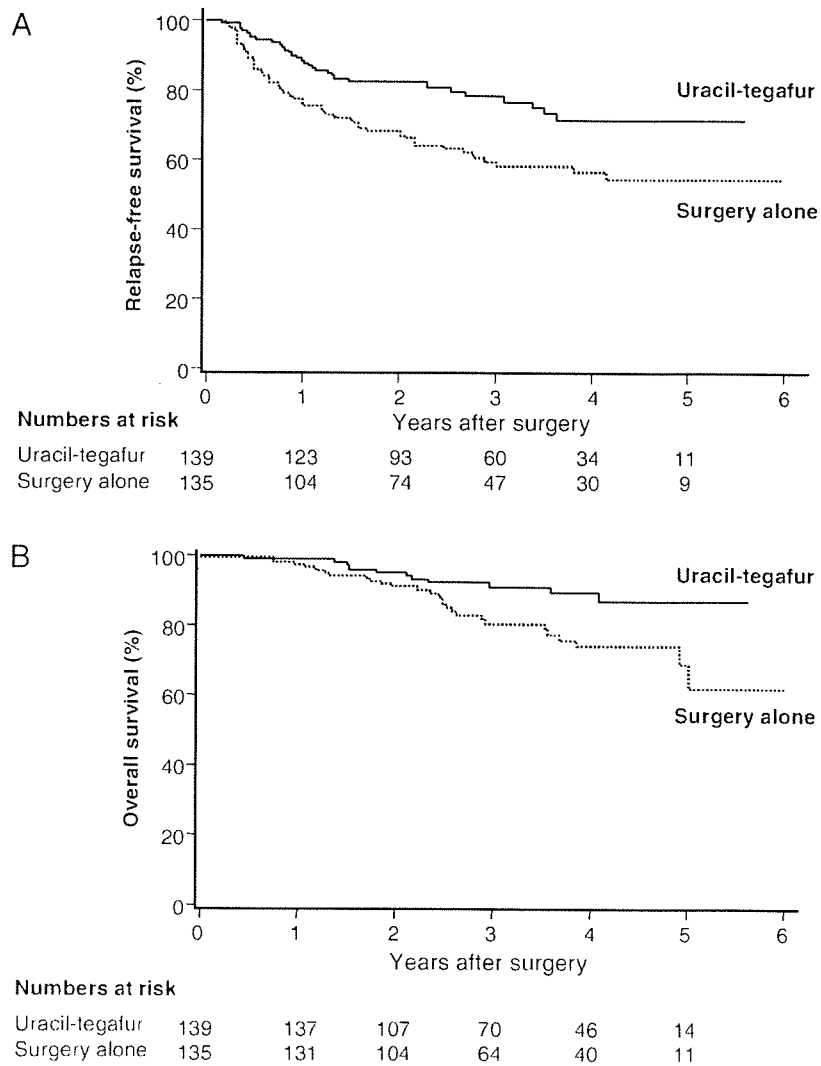 A
Relapse-free survival (%)
100
80
60
40
20
0
Uracil-tegafur
Surgery alone
0 1 2 3 4 5 6
Years after surgery
Numbers at risk
Uracil-tegafur 139 123 93 60 34 11
Surgery alone 135 104 74 47 30 9
B
Overall survival (%)
100
80
60
40
20
0
Uracil-tegafur
Surgery alone
0 1 2 3 4 5 6
Years after surgery
Numbers at risk
Uracil-tegafur 139 137 107 70 46 14
Surgery alone 135 131 104 64 40 11